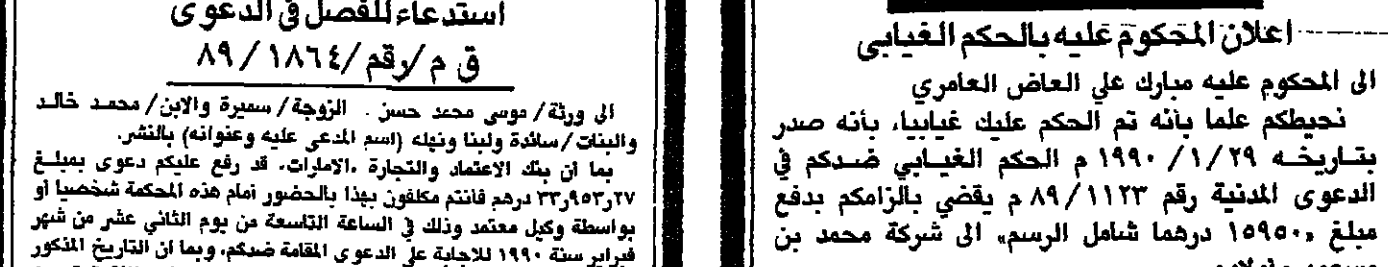 اعلان المحكوم عليه بالحكم الغيابي
الى المحكوم عليه مبارك علي العاض العامري
نحيطكم علما بأنه تم الحكم عليك غيابيا، بأنه صدر
بتاريخه ١٩٩٠/١/٢٩ م الحكم الغيابي ضدكم في
الدعوى المدنية رقم ٨٩/١١٢٣ م يقضي بالزامكم بدفع
مبلغ «١٥٩٥٠ درهما شامل الرسم» الى شركة محمد بن
استدعاء للفصل في الدعوى
ق م/رقم/٨٩/١٨٦٤
الى ورثة/ موسى محمد حسن . الزوجة/ سميرة والابن/ محمد خالد
والبنات/ سائدة ولينا ونهله (اسم المدعى عليه وعنوانه) بالنشر.
بما أن بنك الاعتماد والتجارة «الامارات» قد رفع عليكم دعوى بمبلغ
٣٣٫٩٥٣٫٢٧ درهم فانتم مكلفون بهذا بالحضور امام هذه المحكمة شخصيا او
بواسطة وكيل معتمد وذلك في الساعة التاسعة من يوم الثاني عشر من شهر
فبراير سنة ١٩٩٠ للاجابة على الدعوى المقامة ضدكم، وبما ان التاريخ المذكور